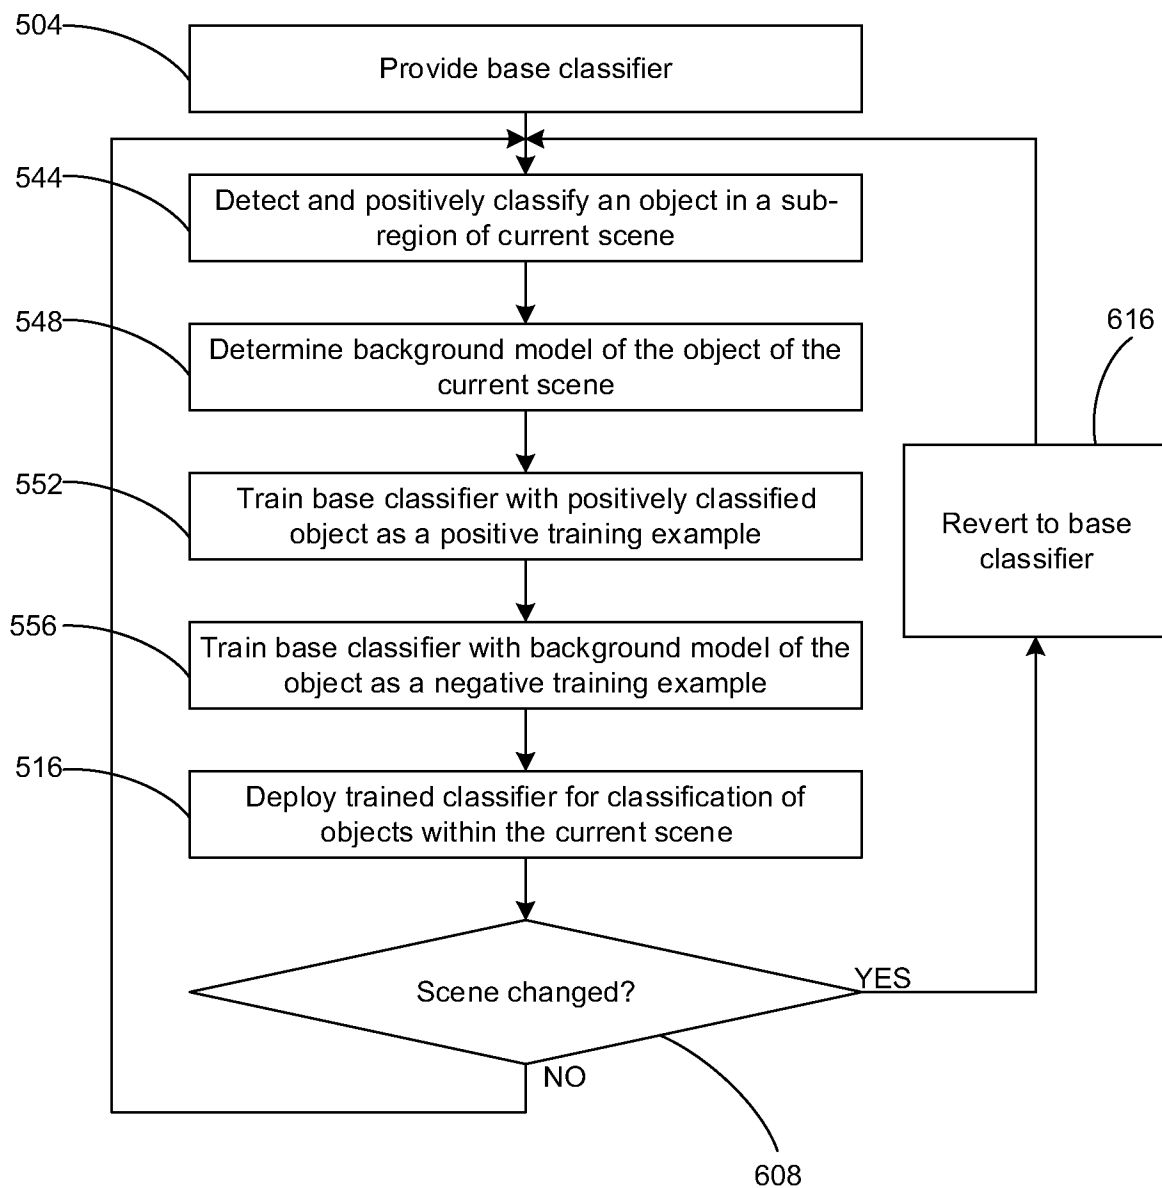 504
Provide base classifier
544
Detect and positively classify an object in a sub-
region of current scene
548
Determine background model of the object of the
current scene
616
552
Train base classifier with positively classified
object as a positive training example
Revert to base
classifier
556
Train base classifier with background model of the
object as a negative training example
516
Deploy trained classifier for classification of
objects within the current scene
Scene changed?
YES
NO
608